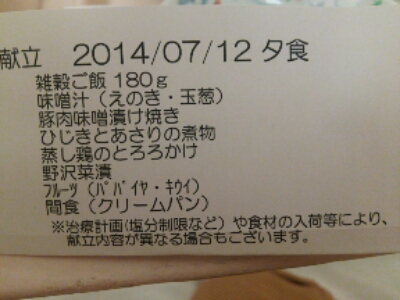 献立 2014/07/12 夕食
雑穀ご飯 180g
味噌汁(えのき・玉葱)
豚肉味噌漬け焼き
ひじきとあさりの煮物
蒸し鶏のとろろかけ
野沢菜漬
フルーツ(パパイヤ・キウイ)
間食(クリームパン)
※治療計画(塩分制限など)や食材の入荷等により、
献立内容が異なる場合もございます。